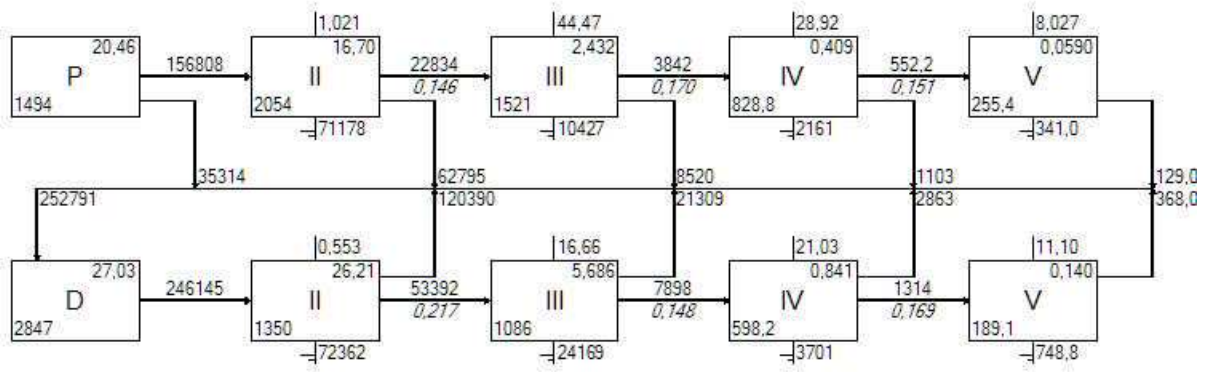 1,021 44,47 28,92 8,027
20,46 16,70 2,432 0,409 0,0590
P 156808 II 22834 III 3842 IV 552,2 V
0,146 0,170 0,151
1494 2054 1521 828,8 255,4
71178 10427 2161 341,0
35314 62795 8520 1103 129,0
252791 120390 21309 2863 368,0
0,553 16,66 21,03 11,10
27,03 26,21 5,686 0,841 0,140
D 246145 II 53392 III 7898 IV 1314 V
0,217 0,148 0,169
2847 1350 1086 598,2 189,1
72362 24169 3701 748,8